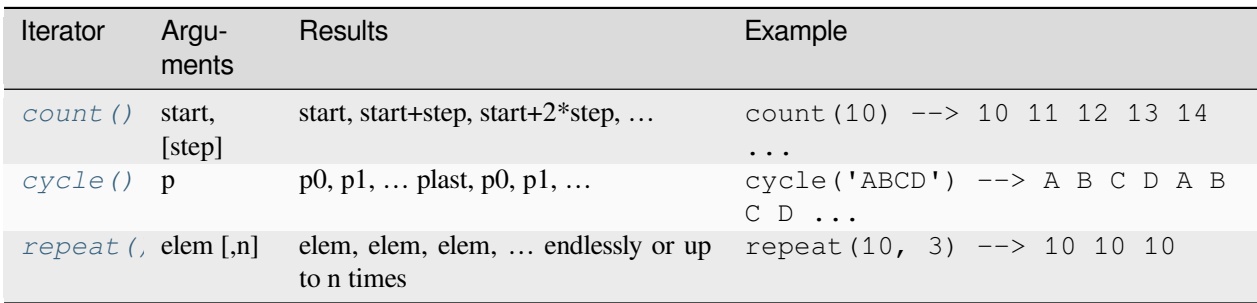 Iterator Argu- Results Example
ments
count() start, start, start+step, start+2*step, … count(10) --> 10 11 12 13 14
[step] ...
cycle() p p0, p1, … plast, p0, p1, … cycle('ABCD') --> A B C D A B
C D ...
repeat( elem [,n] elem, elem, elem, … endlessly or up repeat(10, 3) --> 10 10 10
to n times